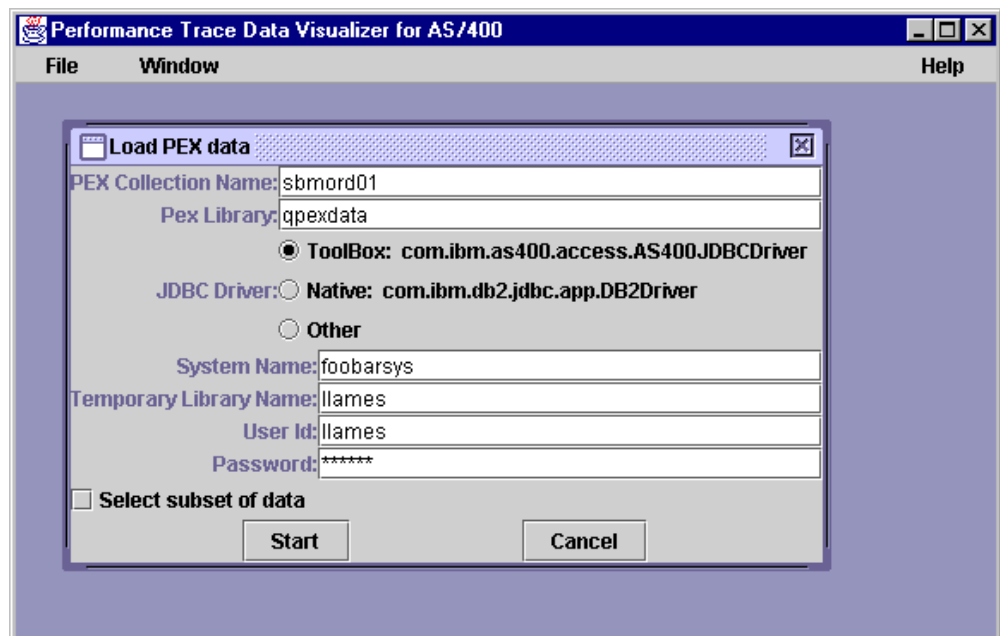 Performance Trace Data Visualizer for AS/400
File Window Help
Load PEX data
PEX Collection Name: sbmord01
Pex Library: qpexdata
ToolBox: com.ibm.as400.access.AS400JDBCDriver
JDBC Driver: Native: com.ibm.db2.jdbc.app.DB2Driver
Other
System Name: foobarsys
Temporary Library Name: llames
User Id: llames
Password: ******
Select subset of data
Start Cancel